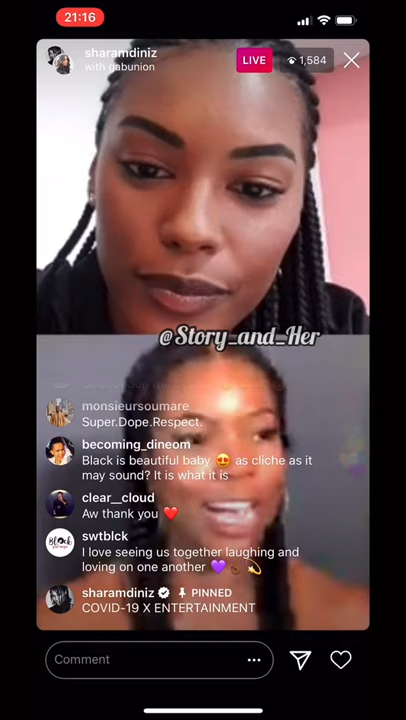 21:16
sharamdiniz
with gabunion
LIVE
1,584
@Story_and_Her
monsieursoumare
Super.Dope.Respect.
becoming_dineom
Black is beautiful baby 😍 as cliche as it
may sound? It is what it is
clear__cloud
Aw thank you ❤️
swtblck
I love seeing us together laughing and
loving on one another 💜 💫
sharamdiniz PINNED
COVID-19 X ENTERTAINMENT
Comment